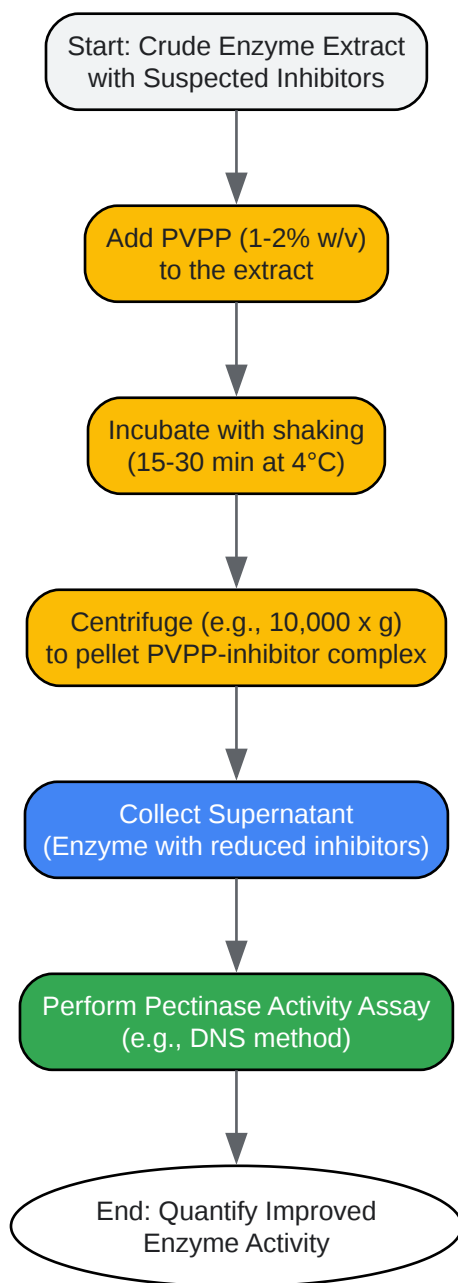 Start: Crude Enzyme Extract
with Suspected Inhibitors
Add PVPP (1-2% w/v)
to the extract
Incubate with shaking
(15-30 min at 4°C)
Centrifuge (e.g., 10,000 x g)
to pellet PVPP-inhibitor complex
Collect Supernatant
(Enzyme with reduced inhibitors)
Perform Pectinase Activity Assay
(e.g., DNS method)
End: Quantify Improved
Enzyme Activity